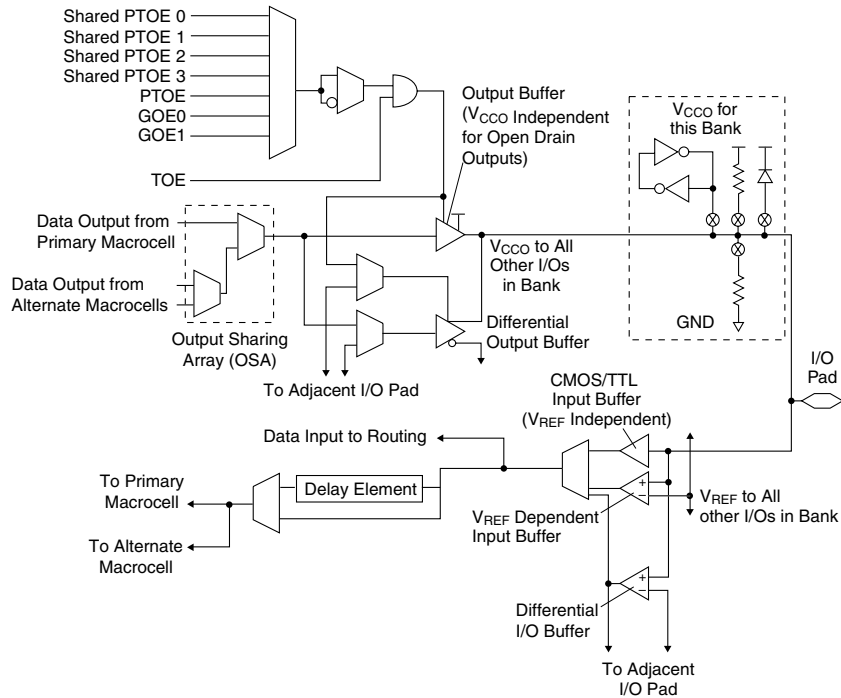 Shared PTOE 0
Shared PTOE 1
Shared PTOE 2
Shared PTOE 3
PTOE
GOE0
GOE1
TOE
Output Buffer
(VCCO Independent
for Open Drain
Outputs)
VCCO for
this Bank
Data Output from
Primary Macrocell
Data Output from
Alternate Macrocells
Output Sharing
Array (OSA)
VCCO to All
Other I/Os
in Bank
Differential
Output Buffer
To Adjacent I/O Pad
GND
I/O
Pad
CMOS/TTL
Input Buffer
(VREF Independent)
Data Input to Routing
To Primary
Macrocell
Delay Element
To Alternate
Macrocell
+
–
VREF Dependent
Input Buffer
VREF to All
other I/Os in Bank
+
–
Differential
I/O Buffer
To Adjacent
I/O Pad